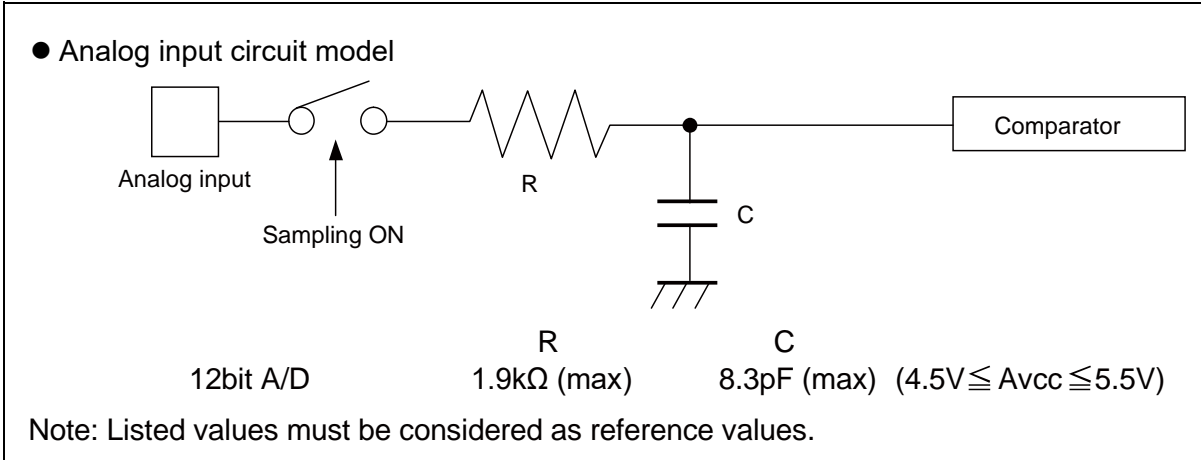 ● Analog input circuit model
Analog input
Sampling ON
R
C
Comparator
R C
12bit A/D 1.9kΩ (max) 8.3pF (max) (4.5V≦ Avcc ≦5.5V)
Note: Listed values must be considered as reference values.